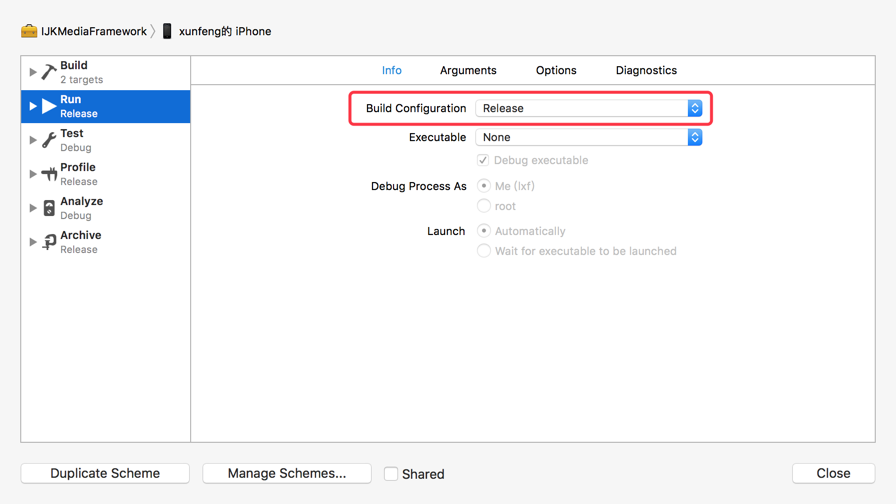 IJKMediaFramework xunfeng的 iPhone
Build
2 targets
Run
Release
Test
Debug
Profile
Release
Analyze
Debug
Archive
Release
Info Arguments Options Diagnostics
Build Configuration Release
Executable None
Debug executable
Debug Process As Me (lxf)
root
Launch Automatically
Wait for executable to be launched
Duplicate Scheme Manage Schemes... Shared Close